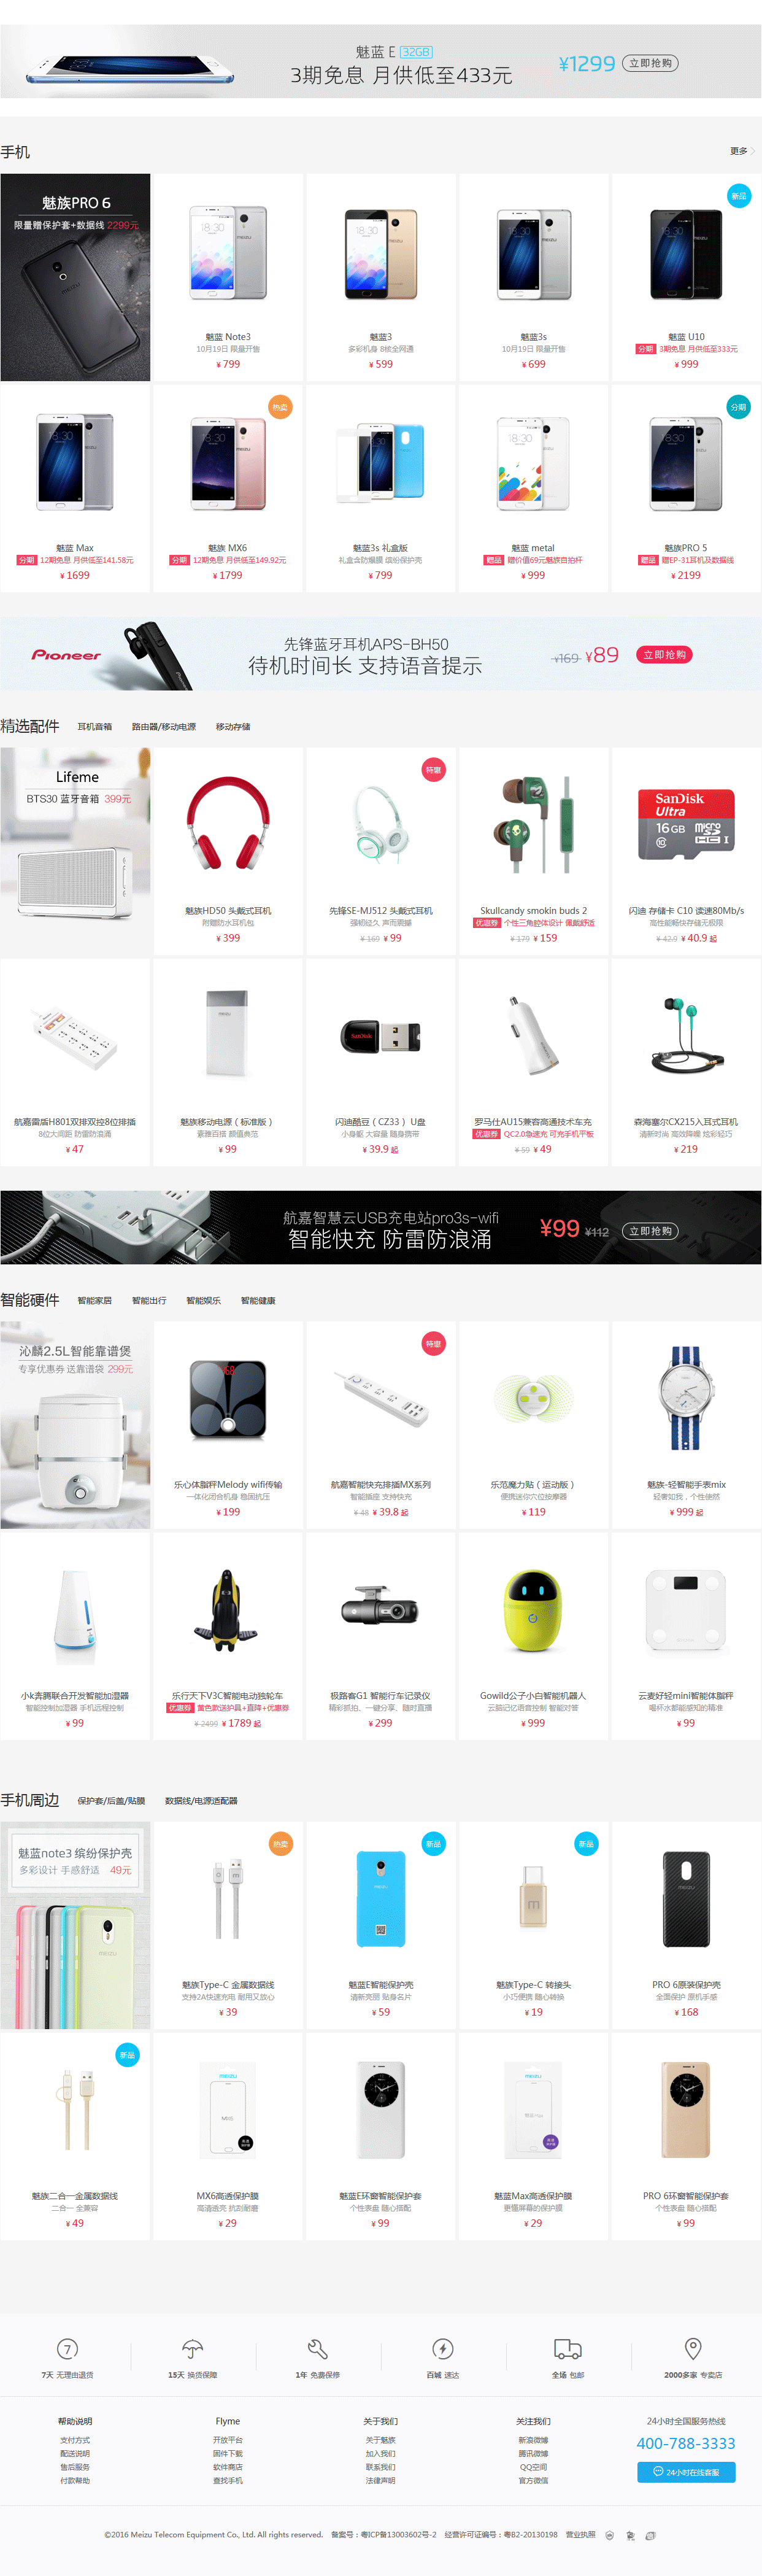 魅蓝 E 32GB
3期免息 月供低至433元
¥1299 立即抢购
手机
更多
魅族PRO 6
限量赠保护套+数据线 2299元
魅蓝 Note3
10月19日 限量开售
¥ 799
魅蓝3
多彩机身 8核全网通
¥ 599
魅蓝3s
10月19日 限量开售
¥ 699
新品
魅蓝 U10
分期 3期免息 月供低至333元
¥ 999
魅蓝 Max
分期 12期免息 月供低至141.58元
¥ 1699
热卖
魅族 MX6
分期 12期免息 月供低至149.92元
¥ 1799
魅蓝3s 礼盒版
礼盒含防爆膜 缤纷保护壳
¥ 799
魅蓝 metal
赠品 赠价值69元魅族自拍杆
¥ 999
分期
魅族PRO 5
赠品 赠EP-31耳机及数据线
¥ 2199
Pioneer
先锋蓝牙耳机APS-BH50
待机时间长 支持语音提示
¥169 ¥89 立即抢购
精选配件 耳机音箱 路由器/移动电源 移动存储
Lifeme
BTS30 蓝牙音箱 399元
魅族HD50 头戴式耳机
附赠防水耳机包
¥ 399
特惠
先锋SE-MJ512 头戴式耳机
强韧经久 声而震撼
¥ 169 ¥ 99
Skullcandy smokin buds 2
优惠券 个性三角腔体设计 佩戴舒适
¥ 179 ¥ 159
SanDisk
Ultra
16GB micro SDHC I
闪迪 存储卡 C10 读速80Mb/s
高性能畅快存储无极限
¥ 42.9 ¥ 40.9 起
航嘉雷盾H801双排双控8位排插
8位大间距 防雷防浪涌
¥ 47
魅族移动电源（标准版）
素雅百搭 颜值典范
¥ 99
SanDisk
闪迪酷豆（CZ33） U盘
小身躯 大容量 随身携带
¥ 39.9 起
罗马仕AU15兼容高通技术车充
优惠券 QC2.0急速充 可充手机平板
¥ 59 ¥ 49
森海塞尔CX215入耳式耳机
清新时尚 高效降噪 炫彩轻巧
¥ 219
航嘉智慧云USB充电站pro3s-wifi
智能快充 防雷防浪涌
¥99 ¥112 立即抢购
智能硬件 智能家居 智能出行 智能娱乐 智能健康
沁麟2.5L智能靠谱煲
专享优惠券 送靠谱袋 299元
乐心体脂秤Melody wifi传输
一体化闭合机身 稳固抗压
¥ 199
特惠
航嘉智能快充排插MX系列
智能插座 支持快充
¥ 48 ¥ 39.8 起
乐范魔力贴（运动版）
便携迷你穴位按摩器
¥ 119
魅族-轻智能手表mix
轻奢如我，个性使然
¥ 999 起
小k奔腾联合开发智能加湿器
智能控制加湿器 手机远程控制
¥ 99
乐行天下V3C智能电动独轮车
优惠券 黄色款送护具+直降+优惠券
¥ 2499 ¥ 1789 起
极路客G1 智能行车记录仪
精彩抓拍、一键分享、随时直播
¥ 299
Gowild公子小白智能机器人
云脑记忆语音控制 智能对答
¥ 999
云麦好轻mini智能体脂秤
喝杯水都能感知的精准
¥ 99
手机周边 保护套/后盖/贴膜 数据线/电源适配器
魅蓝note3 缤纷保护壳
多彩设计 手感舒适 49元
热卖
魅族Type-C 金属数据线
支持2A快速充电 耐用又放心
¥ 39
新品
魅蓝E智能保护壳
清新亮丽 贴身名片
¥ 59
新品
魅族Type-C 转接头
小巧便携 随心转换
¥ 19
PRO 6原装保护壳
全面保护 原机手感
¥ 168
新品
魅族二合一金属数据线
二合一 全兼容
¥ 49
MX6高透保护膜
高清透亮 抗刮耐磨
¥ 29
魅蓝E环窗智能保护套
个性表盘 随心搭配
¥ 99
魅蓝Max高透保护膜
更懂屏幕的保护膜
¥ 29
PRO 6环窗智能保护套
个性表盘 随心搭配
¥ 99
7天 无理由退货
15天 换货保障
1年 免费保修
百城 速达
全场 包邮
2000多家 专卖店
帮助说明
支付方式
配送说明
售后服务
付款帮助
Flyme
开放平台
固件下载
软件商店
查找手机
关于我们
关于魅族
加入我们
联系我们
法律声明
关注我们
新浪微博
腾讯微博
QQ空间
官方微信
24小时全国服务热线
400-788-3333
24小时在线客服
©2016 Meizu Telecom Equipment Co., Ltd. All rights reserved. 备案号：粤ICP备13003602号-2 经营许可证编号：粤B2-20130198 营业执照